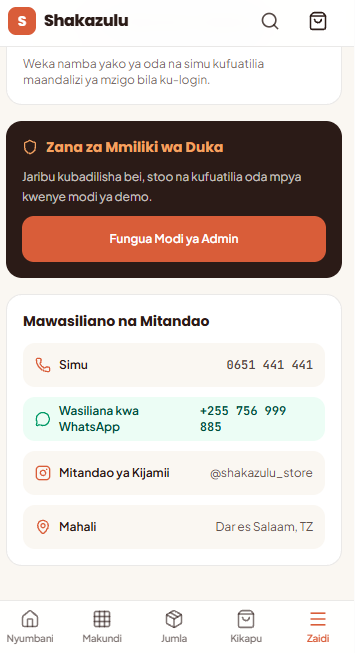 S Shakazulu
Weka namba yako ya oda na simu kufuatilia
maandalizi ya mzigo bila ku-login.
Zana za Mmiliki wa Duka
Jaribu kubadilisha bei, stoo na kufuatilia oda mpya
kwenye modi ya demo.
Fungua Modi ya Admin
Mawasiliano na Mitandao
Simu 0651 441 441
Wasiliana kwa +255 756 999
WhatsApp 885
Mitandao ya Kijamii @shakazulu_store
Mahali Dar es Salaam, TZ
Nyumbani Makundi Jumla Kikapu Zaidi